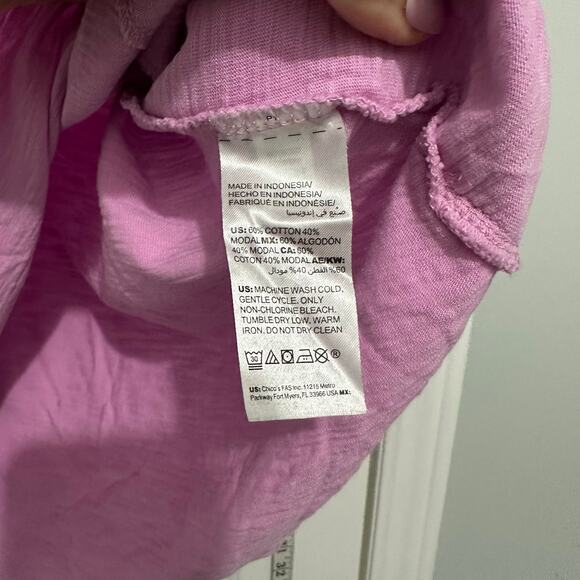 MADE IN INDONESIA/
HECHO EN INDONESIA/
FABRIQUÉ EN INDONÉSIE/
صنع في إندونيسيا
US: 60% COTTON 40%
MODAL MX: 60% ALGODÓN
40% MODAL CA: 60%
COTON 40% MODAL AE/KW:
60% القطن 40% مودال
US: MACHINE WASH COLD,
GENTLE CYCLE. ONLY
NON-CHLORINE BLEACH.
TUMBLE DRY LOW, WARM
IRON. DO NOT DRY CLEAN
30 ®
US: Chico's FAS Inc. 11215 Metro
Parkway Fort Myers, FL 33966 USA MX: